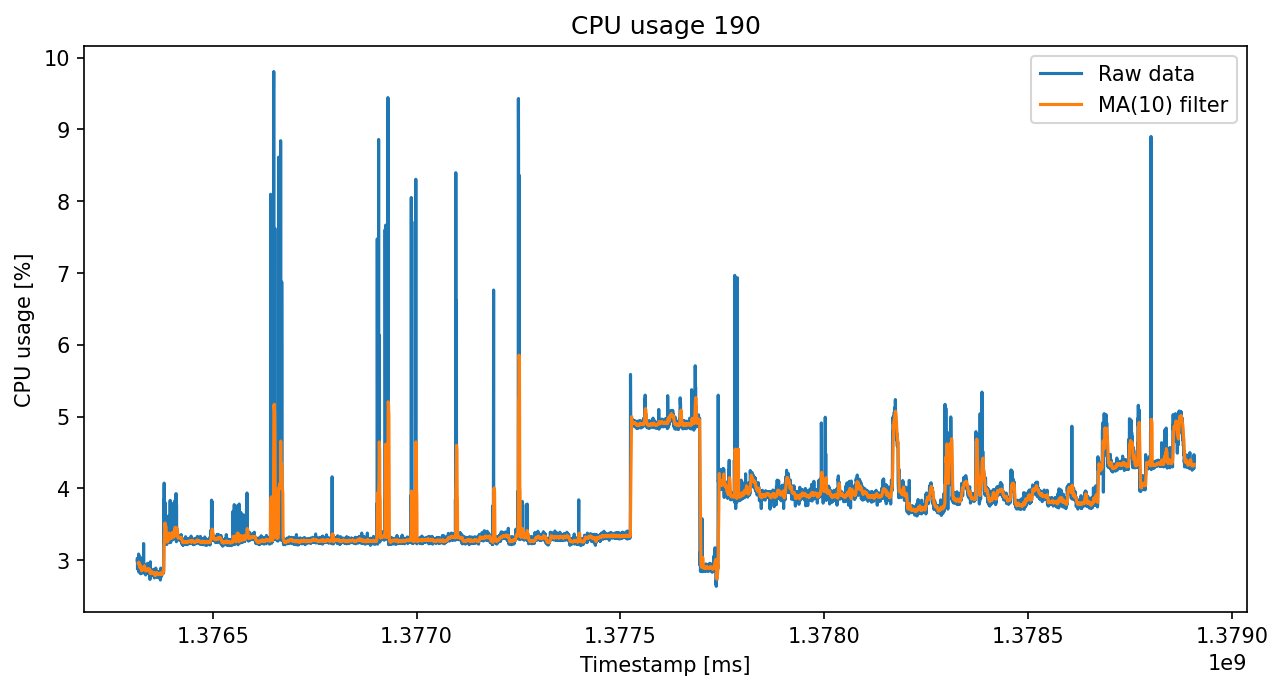 CPU usage 190
Raw data
MA(10) filter
CPU usage [%]
10
9
8
7
6
5
4
3
1.3765 1.3770 1.3775 1.3780 1.3785 1.3790
1e9
Timestamp [ms]